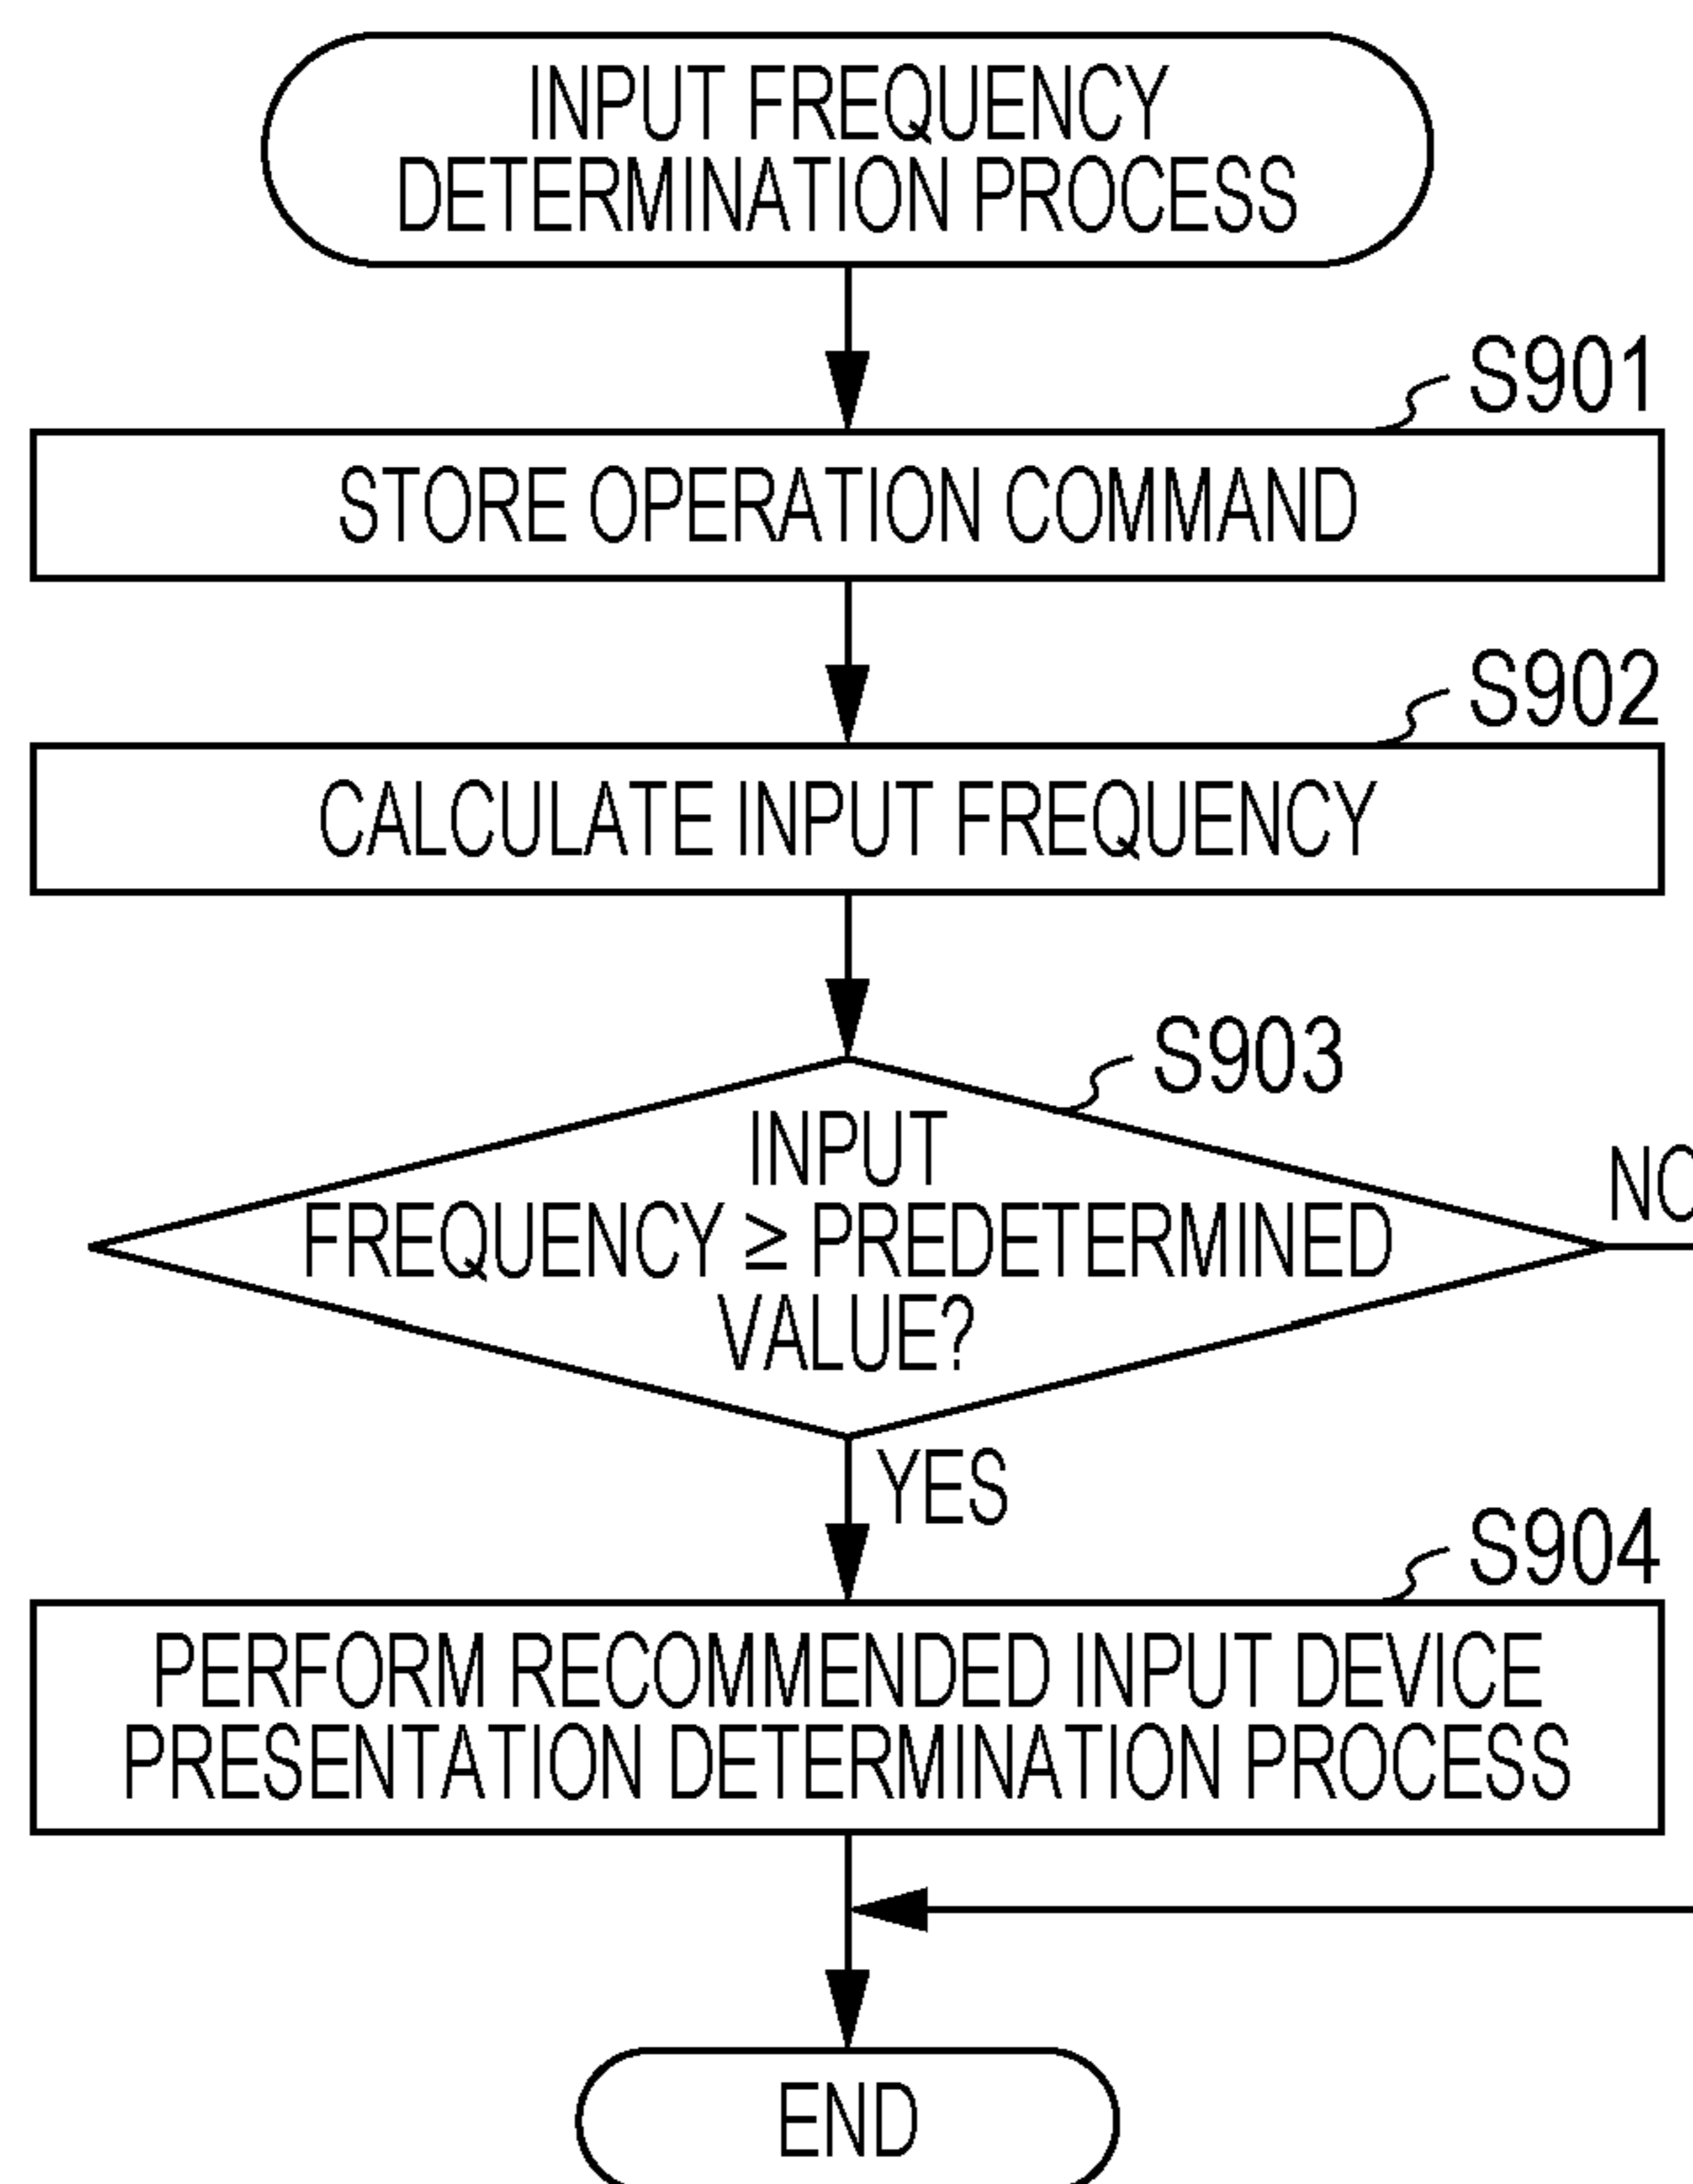 INPUT FREQUENCY
DETERMINATION PROCESS
S901
STORE OPERATION COMMAND
S902
CALCULATE INPUT FREQUENCY
S903
INPUT
FREQUENCY ≥ PREDETERMINED
VALUE?
NO
YES
S904
PERFORM RECOMMENDED INPUT DEVICE
PRESENTATION DETERMINATION PROCESS
END